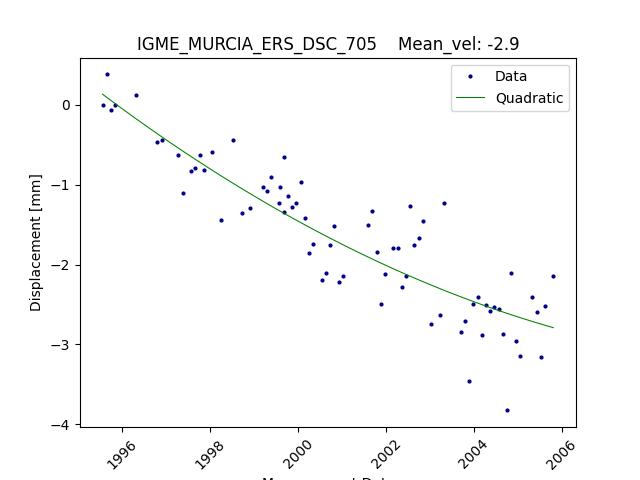 IGME_MURCIA_ERS_DSC_705    Mean_vel: -2.9
Data
Quadratic
Displacement [mm]
0
−1
−2
−3
−4
1996
1998
2000
2002
2004
2006